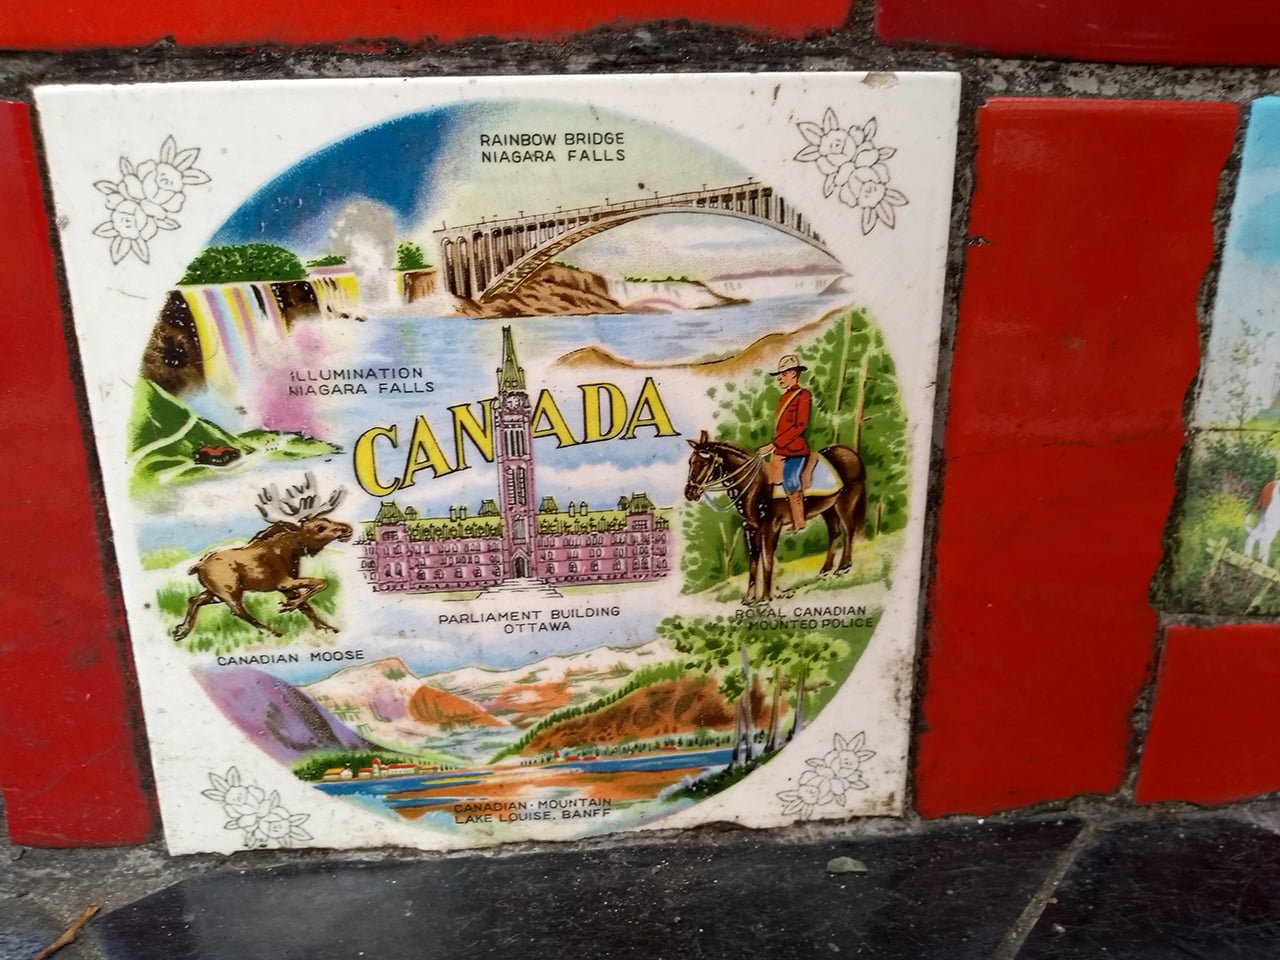 RAINBOW BRIDGE
NIAGARA FALLS
ILLUMINATION
NIAGARA FALLS
CANADA
PARLIAMENT BUILDING
OTTAWA
ROYAL CANADIAN
MOUNTED POLICE
CANADIAN MOOSE
CANADIAN · MOUNTAIN
LAKE LOUISE, BANFF